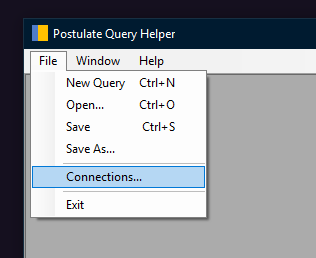 Postulate Query Helper
File Window Help
New Query Ctrl+N
Open... Ctrl+O
Save Ctrl+S
Save As...
Connections...
Exit